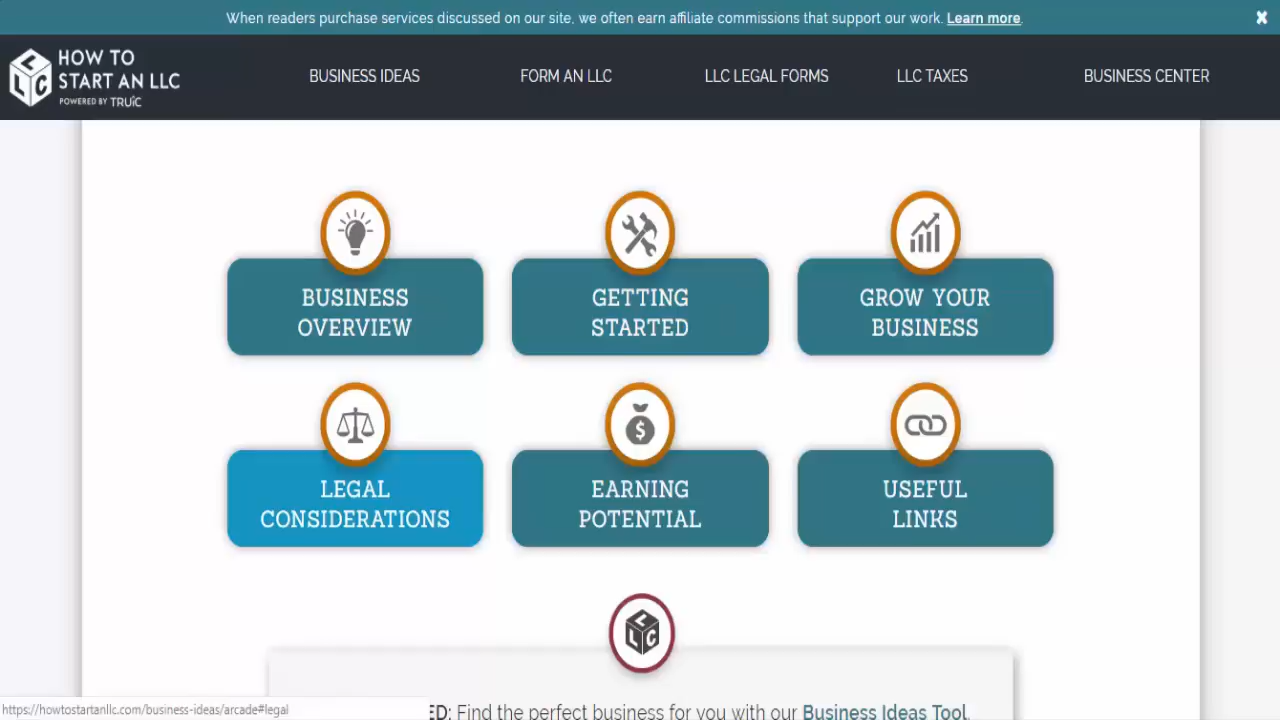 When readers purchase services discussed on our site, we often earn affiliate commissions that support our work. Learn more.
HOW TO
START AN LLC
POWERED BY TRUiC
BUSINESS IDEAS
FORM AN LLC
LLC LEGAL FORMS
LLC TAXES
BUSINESS CENTER
BUSINESS
OVERVIEW
GETTING
STARTED
GROW YOUR
BUSINESS
LEGAL
CONSIDERATIONS
EARNING
POTENTIAL
USEFUL
LINKS
LLC
Find the perfect business for you with our Business Ideas Tool.
https://howtostartanllc.com/business-ideas/arcade#legal